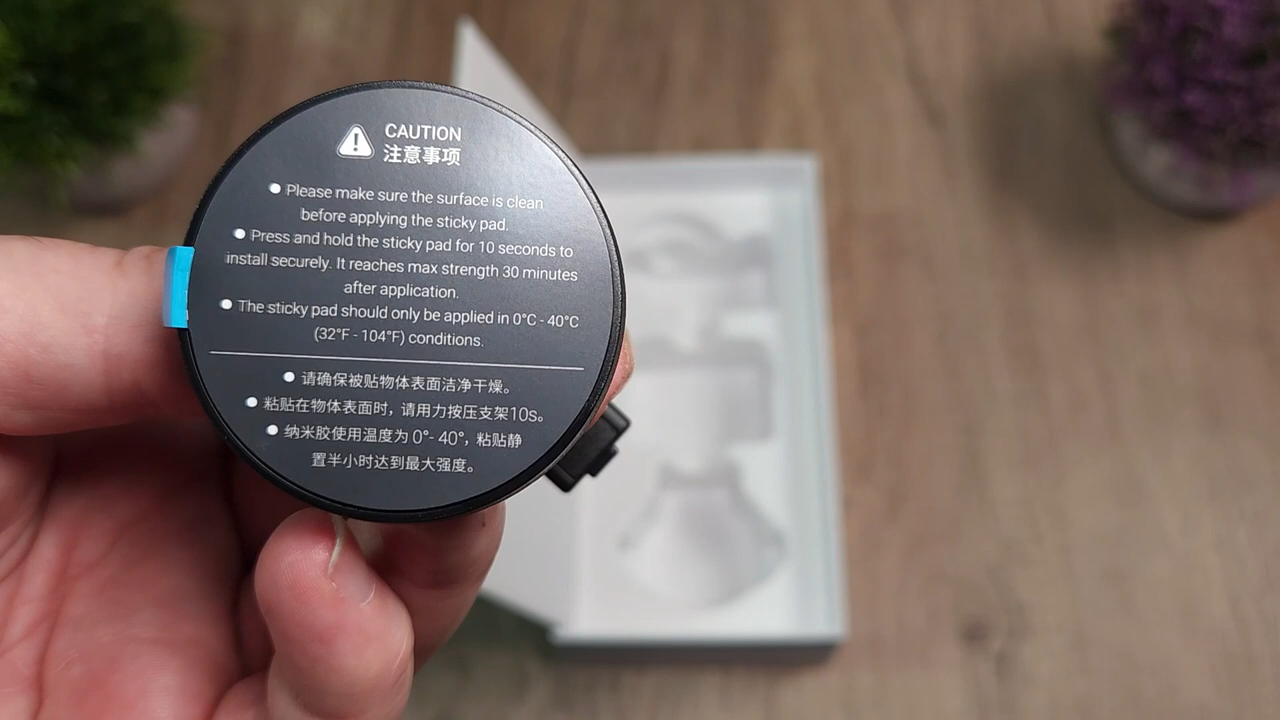 CAUTION
注意事项
● Please make sure the surface is clean
before applying the sticky pad.
● Press and hold the sticky pad for 10 seconds to
install securely. It reaches max strength 30 minutes
after application.
● The sticky pad should only be applied in 0°C - 40°C
(32°F - 104°F) conditions.
● 请确保被贴物体表面洁净干燥。
● 粘贴在物体表面时，请用力按压支架10s。
● 纳米胶使用温度为 0°- 40°，粘贴静
置半小时达到最大强度。